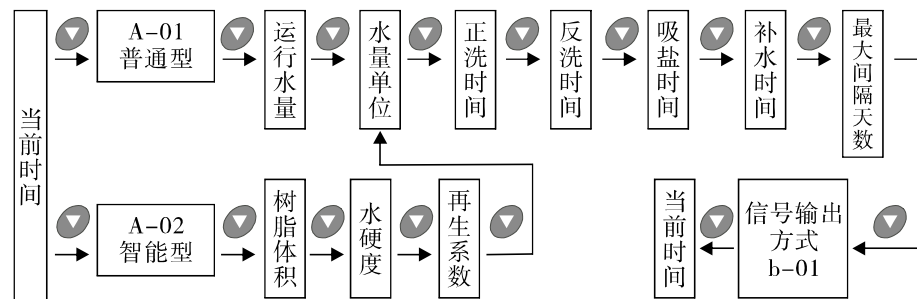 当前时间
A-01
普通型
运行水量
水量单位
正洗时间
反洗时间
吸盐时间
补水时间
最大间隔天数
A-02
智能型
树脂体积
水硬度
再生系数
当前时间
信号输出
方式
b-01